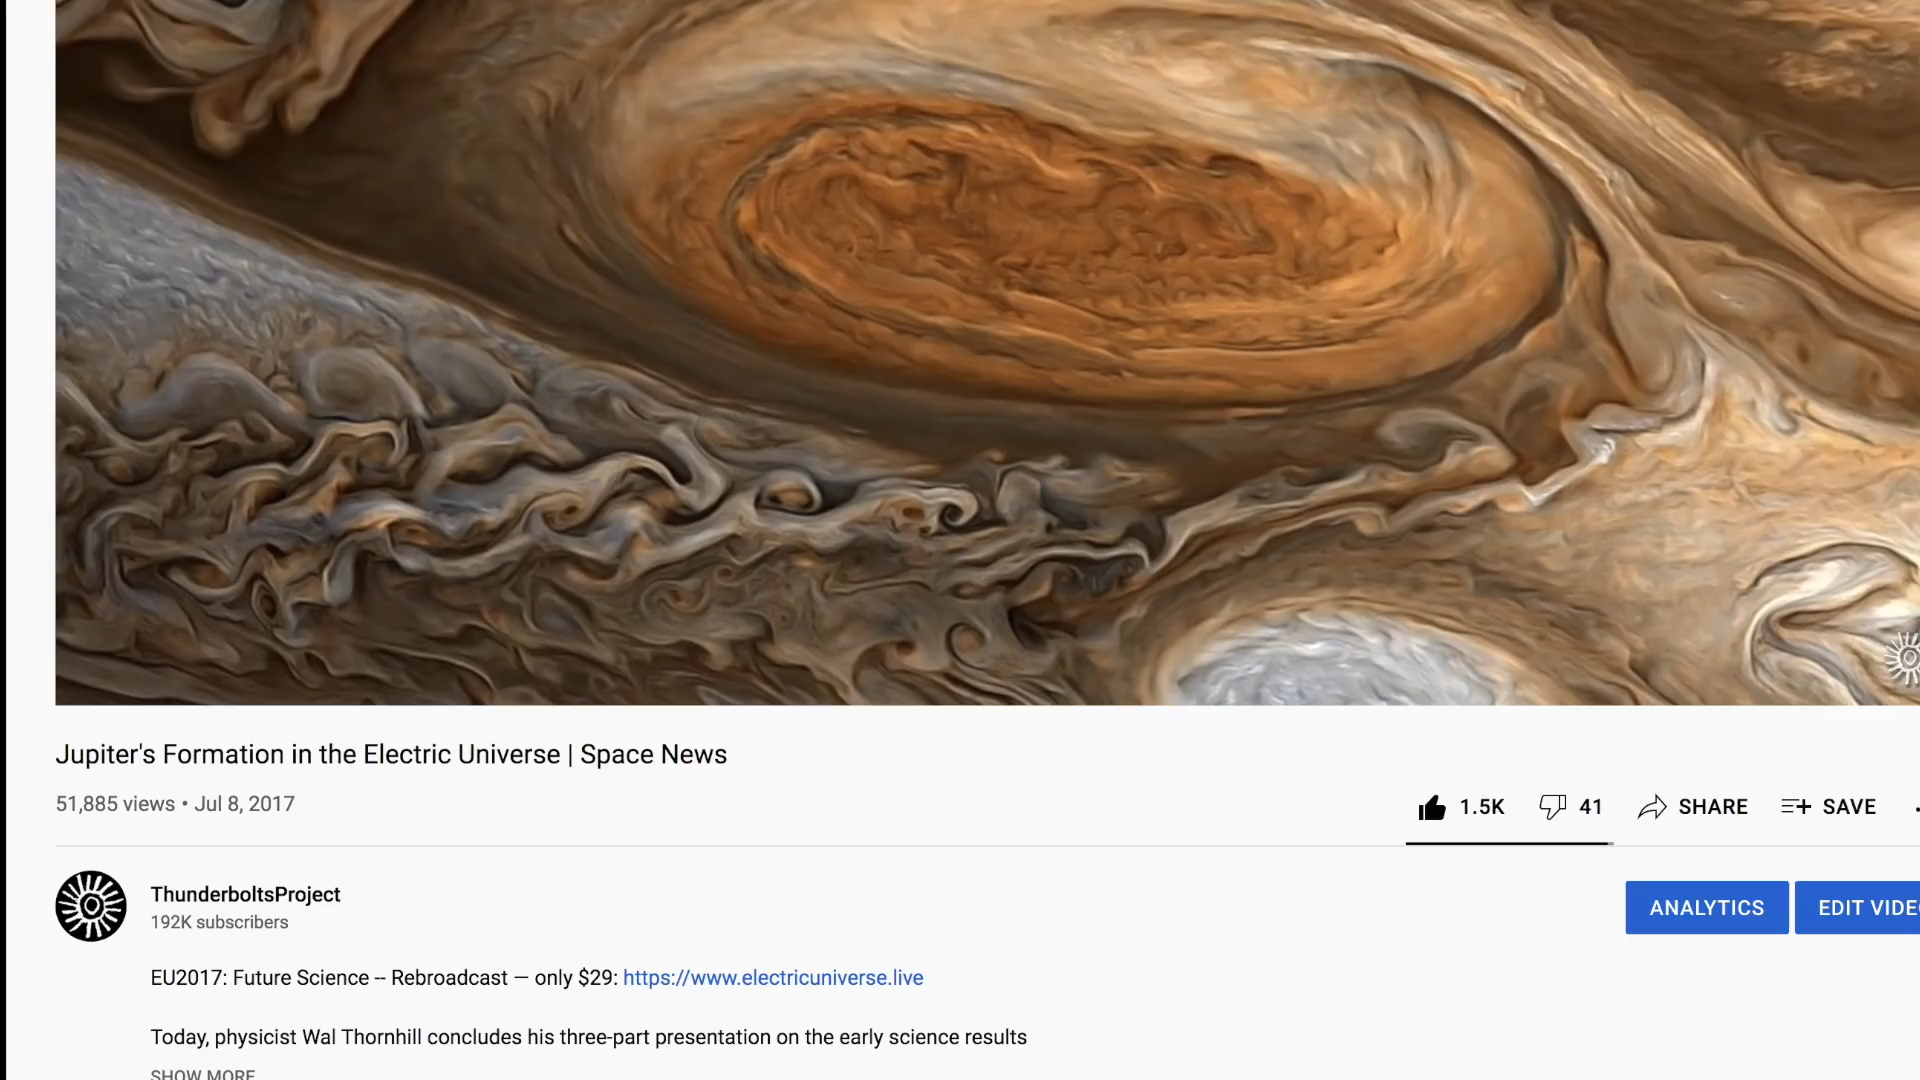 Jupiter's Formation in the Electric Universe | Space News
51,885 views • Jul 8, 2017
1.5K 41 SHARE SAVE
ThunderboltsProject
192K subscribers
ANALYTICS EDIT VIDEO
EU2017: Future Science -- Rebroadcast — only $29: https://www.electricuniverse.live
Today, physicist Wal Thornhill concludes his three-part presentation on the early science results
SHOW MORE